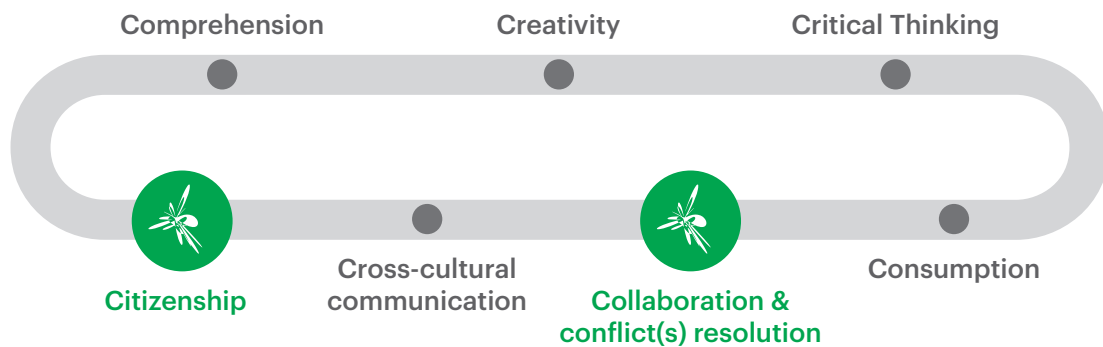 Comprehension
Creativity
Critical Thinking
Citizenship
Cross-cultural
communication
Collaboration &
conflict(s) resolution
Consumption